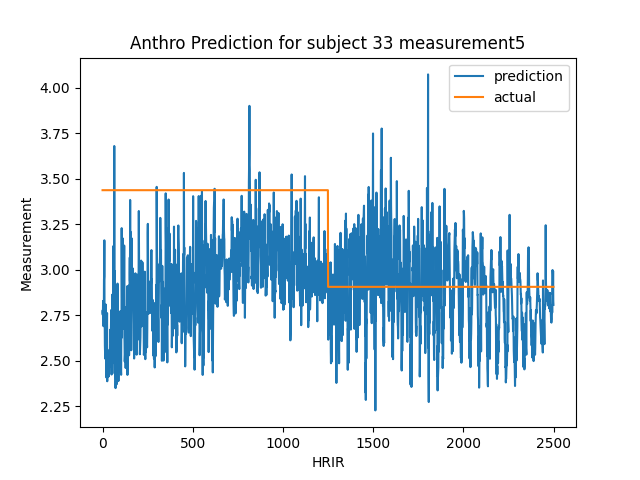 Anthro Prediction for subject 33 measurement5
prediction
actual
Measurement
4.00
3.75
3.50
3.25
3.00
2.75
2.50
2.25
0
500
1000
1500
2000
2500
HRIR